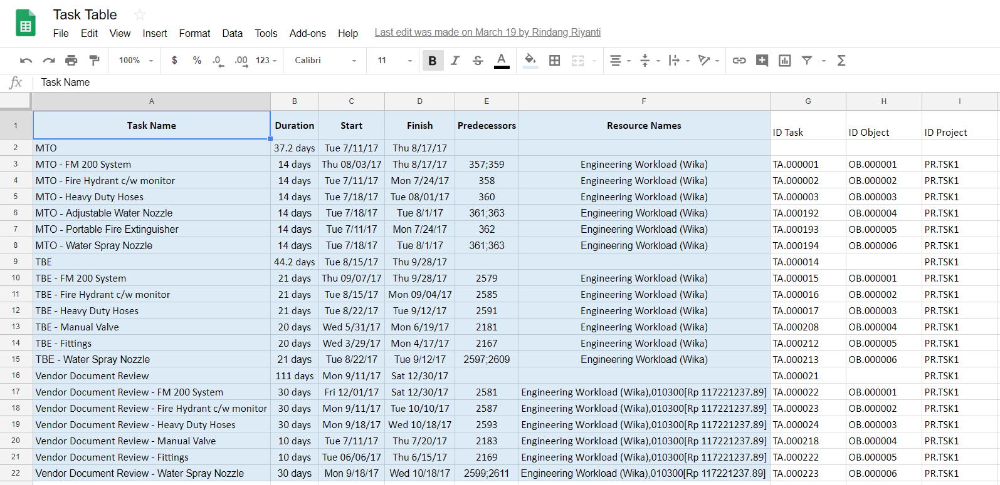 Task Table
File Edit View Insert Format Data Tools Add-ons Help Last edit was made on March 19 by Rindang Riyanti
100% $ % .0 .00 123 Calibri 11 B I S A Σ
fx Task Name
A B C D E F G H I
1 Task Name Duration Start Finish Predecessors Resource Names ID Task ID Object ID Project
2 MTO 37.2 days Tue 7/11/17 Thu 8/17/17
3 MTO - FM 200 System 14 days Thu 08/03/17 Thu 8/17/17 357;359 Engineering Workload (Wika) TA.000001 OB.000001 PR.TSK1
4 MTO - Fire Hydrant c/w monitor 14 days Tue 7/11/17 Mon 7/24/17 358 Engineering Workload (Wika) TA.000002 OB.000002 PR.TSK1
5 MTO - Heavy Duty Hoses 14 days Tue 7/18/17 Tue 08/01/17 360 Engineering Workload (Wika) TA.000003 OB.000003 PR.TSK1
6 MTO - Adjustable Water Nozzle 14 days Tue 7/18/17 Tue 8/1/17 361;363 Engineering Workload (Wika) TA.000192 OB.000004 PR.TSK1
7 MTO - Portable Fire Extinguisher 14 days Tue 7/11/17 Mon 7/24/17 362 Engineering Workload (Wika) TA.000193 OB.000005 PR.TSK1
8 MTO - Water Spray Nozzle 14 days Tue 7/18/17 Tue 8/1/17 361;363 Engineering Workload (Wika) TA.000194 OB.000006 PR.TSK1
9 TBE 44.2 days Tue 8/15/17 Thu 9/28/17 TA.000014 PR.TSK1
10 TBE - FM 200 System 21 days Thu 09/07/17 Thu 9/28/17 2579 Engineering Workload (Wika) TA.000015 OB.000001 PR.TSK1
11 TBE - Fire Hydrant c/w monitor 21 days Tue 8/15/17 Mon 09/04/17 2585 Engineering Workload (Wika) TA.000016 OB.000002 PR.TSK1
12 TBE - Heavy Duty Hoses 21 days Tue 8/22/17 Tue 9/12/17 2591 Engineering Workload (Wika) TA.000017 OB.000003 PR.TSK1
13 TBE - Manual Valve 20 days Wed 5/31/17 Mon 6/19/17 2181 Engineering Workload (Wika) TA.000208 OB.000004 PR.TSK1
14 TBE - Fittings 20 days Wed 3/29/17 Mon 4/17/17 2167 Engineering Workload (Wika) TA.000212 OB.000005 PR.TSK1
15 TBE - Water Spray Nozzle 21 days Tue 8/22/17 Tue 9/12/17 2597;2609 Engineering Workload (Wika) TA.000213 OB.000006 PR.TSK1
16 Vendor Document Review 111 days Mon 9/11/17 Sat 12/30/17 TA.000021 PR.TSK1
17 Vendor Document Review - FM 200 System 30 days Fri 12/01/17 Sat 12/30/17 2581 Engineering Workload (Wika),010300[Rp 117221237.89] TA.000022 OB.000001 PR.TSK1
18 Vendor Document Review - Fire Hydrant c/w monitor 30 days Mon 9/11/17 Tue 10/10/17 2587 Engineering Workload (Wika),010300[Rp 117221237.89] TA.000023 OB.000002 PR.TSK1
19 Vendor Document Review - Heavy Duty Hoses 30 days Mon 9/18/17 Wed 10/18/17 2593 Engineering Workload (Wika),010300[Rp 117221237.89] TA.000024 OB.000003 PR.TSK1
20 Vendor Document Review - Manual Valve 10 days Tue 7/11/17 Thu 7/20/17 2183 Engineering Workload (Wika),010300[Rp 117221237.89] TA.000218 OB.000004 PR.TSK1
21 Vendor Document Review - Fittings 10 days Tue 06/06/17 Thu 6/15/17 2169 Engineering Workload (Wika),010300[Rp 117221237.89] TA.000222 OB.000005 PR.TSK1
22 Vendor Document Review - Water Spray Nozzle 30 days Mon 9/18/17 Wed 10/18/17 2599;2611 Engineering Workload (Wika),010300[Rp 117221237.89] TA.000223 OB.000006 PR.TSK1